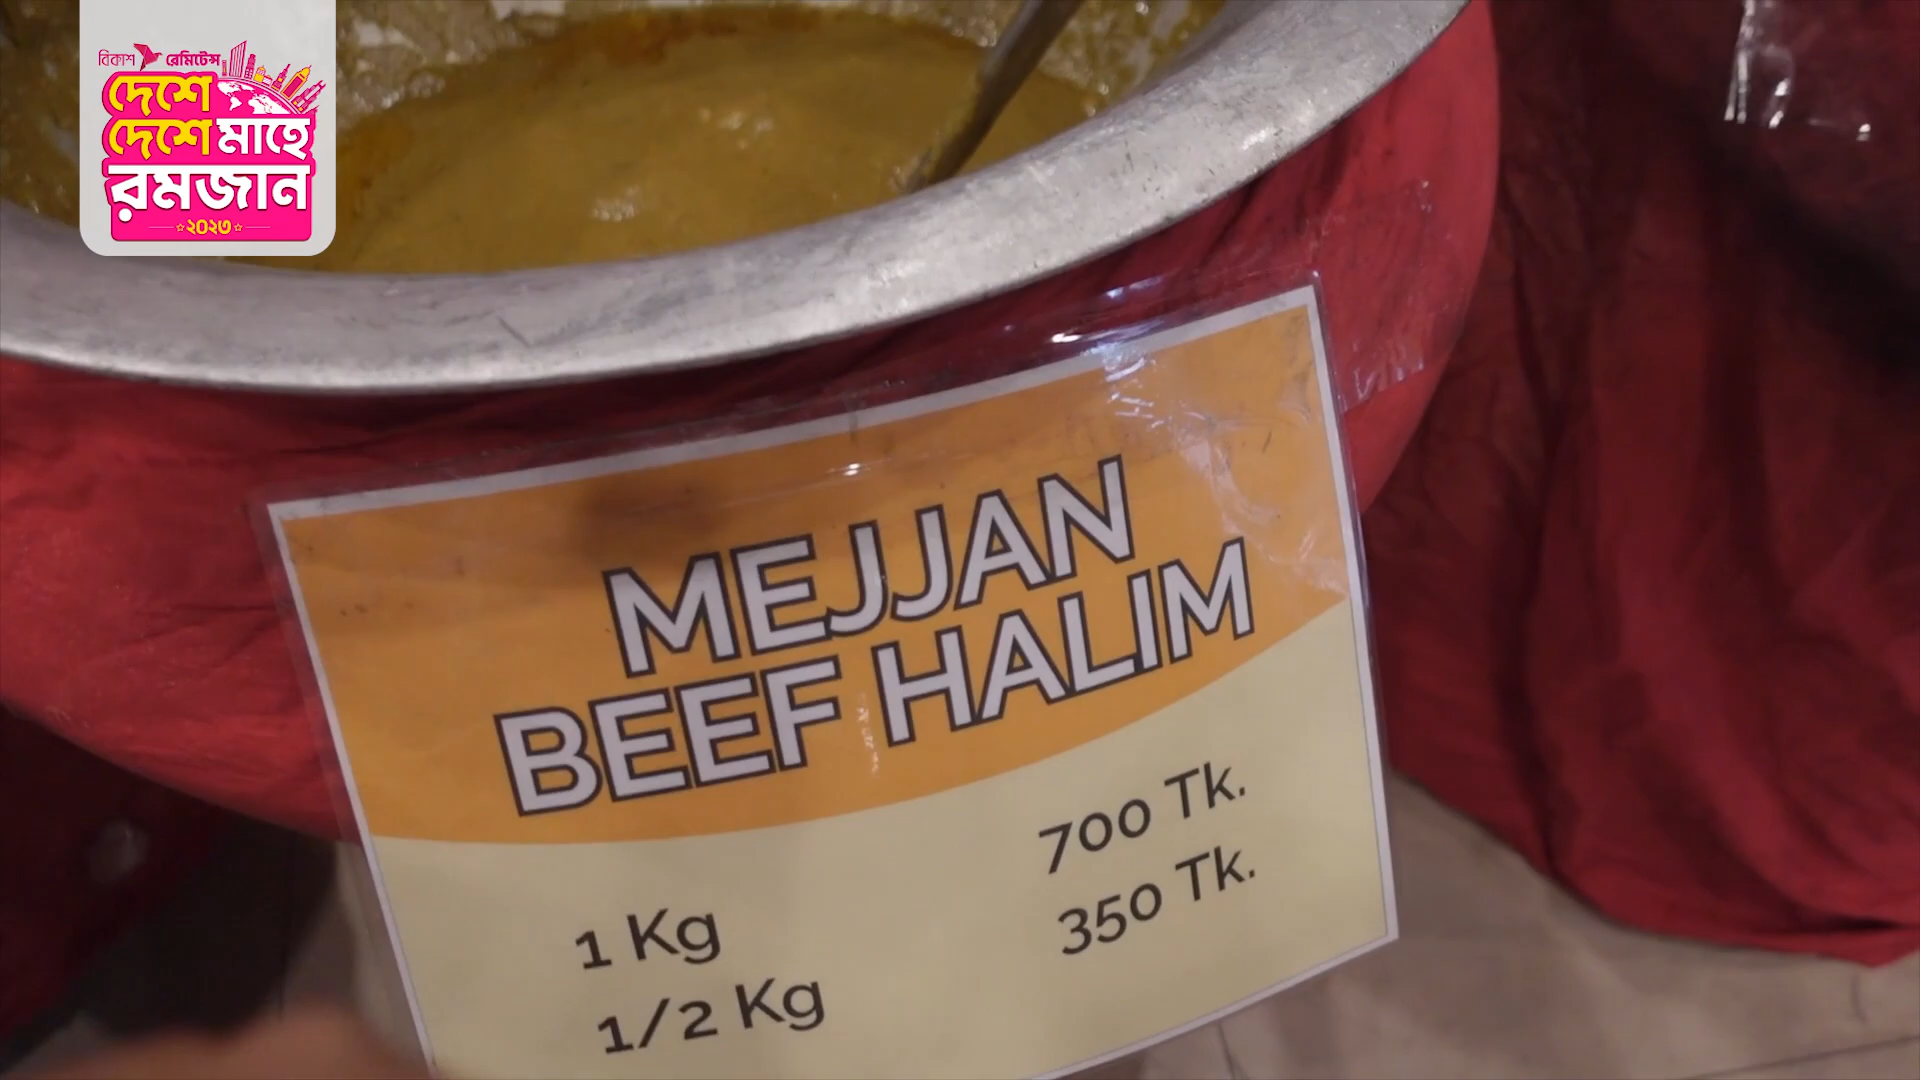 বিকাশ রেমিটেন্স
দেশে
দেশে মাহে
রমজান
২০২৩
MEJJAN
BEEF HALIM
1 Kg 700 Tk.
1/2 Kg 350 Tk.